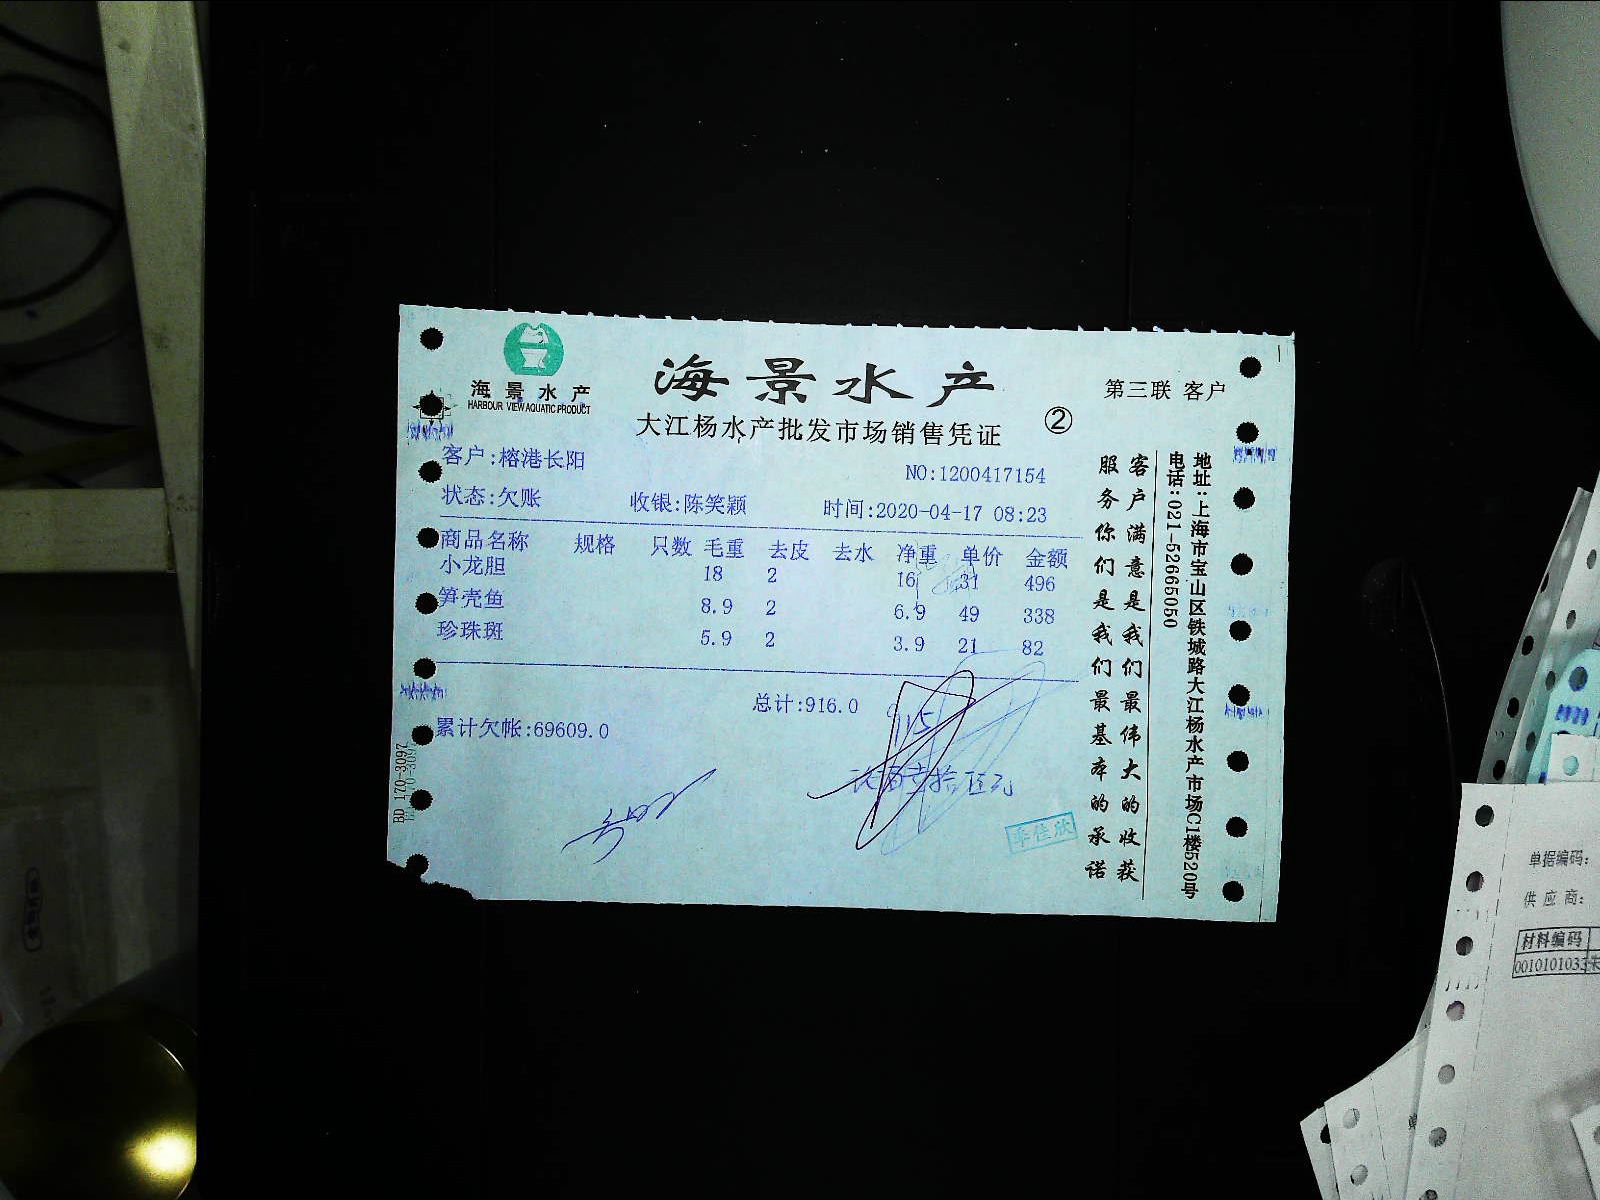 海景水产
HARBOUR VIEW AQUATIC PRODUCT
海景水产
大江杨水产批发市场销售凭证
②
第三联 客户
客户:榕港长阳
NO:1200417154
状态:欠账 收银:陈笑颖 时间:2020-04-17 08:23
商品名称 规格 只数 毛重 去皮 去水 净重 单价 金额
小龙胆 18 2 16 31 496
笋壳鱼 8.9 2 6.9 49 338
珍珠斑 5.9 2 3.9 21 82
总计:916.0
915
累计欠帐:69609.0
BD 170-3097
李佳欣
客户满意是我们最伟大的收获
服务你们是我们最基本的承诺
地址:上海市宝山区铁城路大江杨水产市场C1楼520号
电话:021-52665050
单据编码:
供应商:
材料编码
0010101033